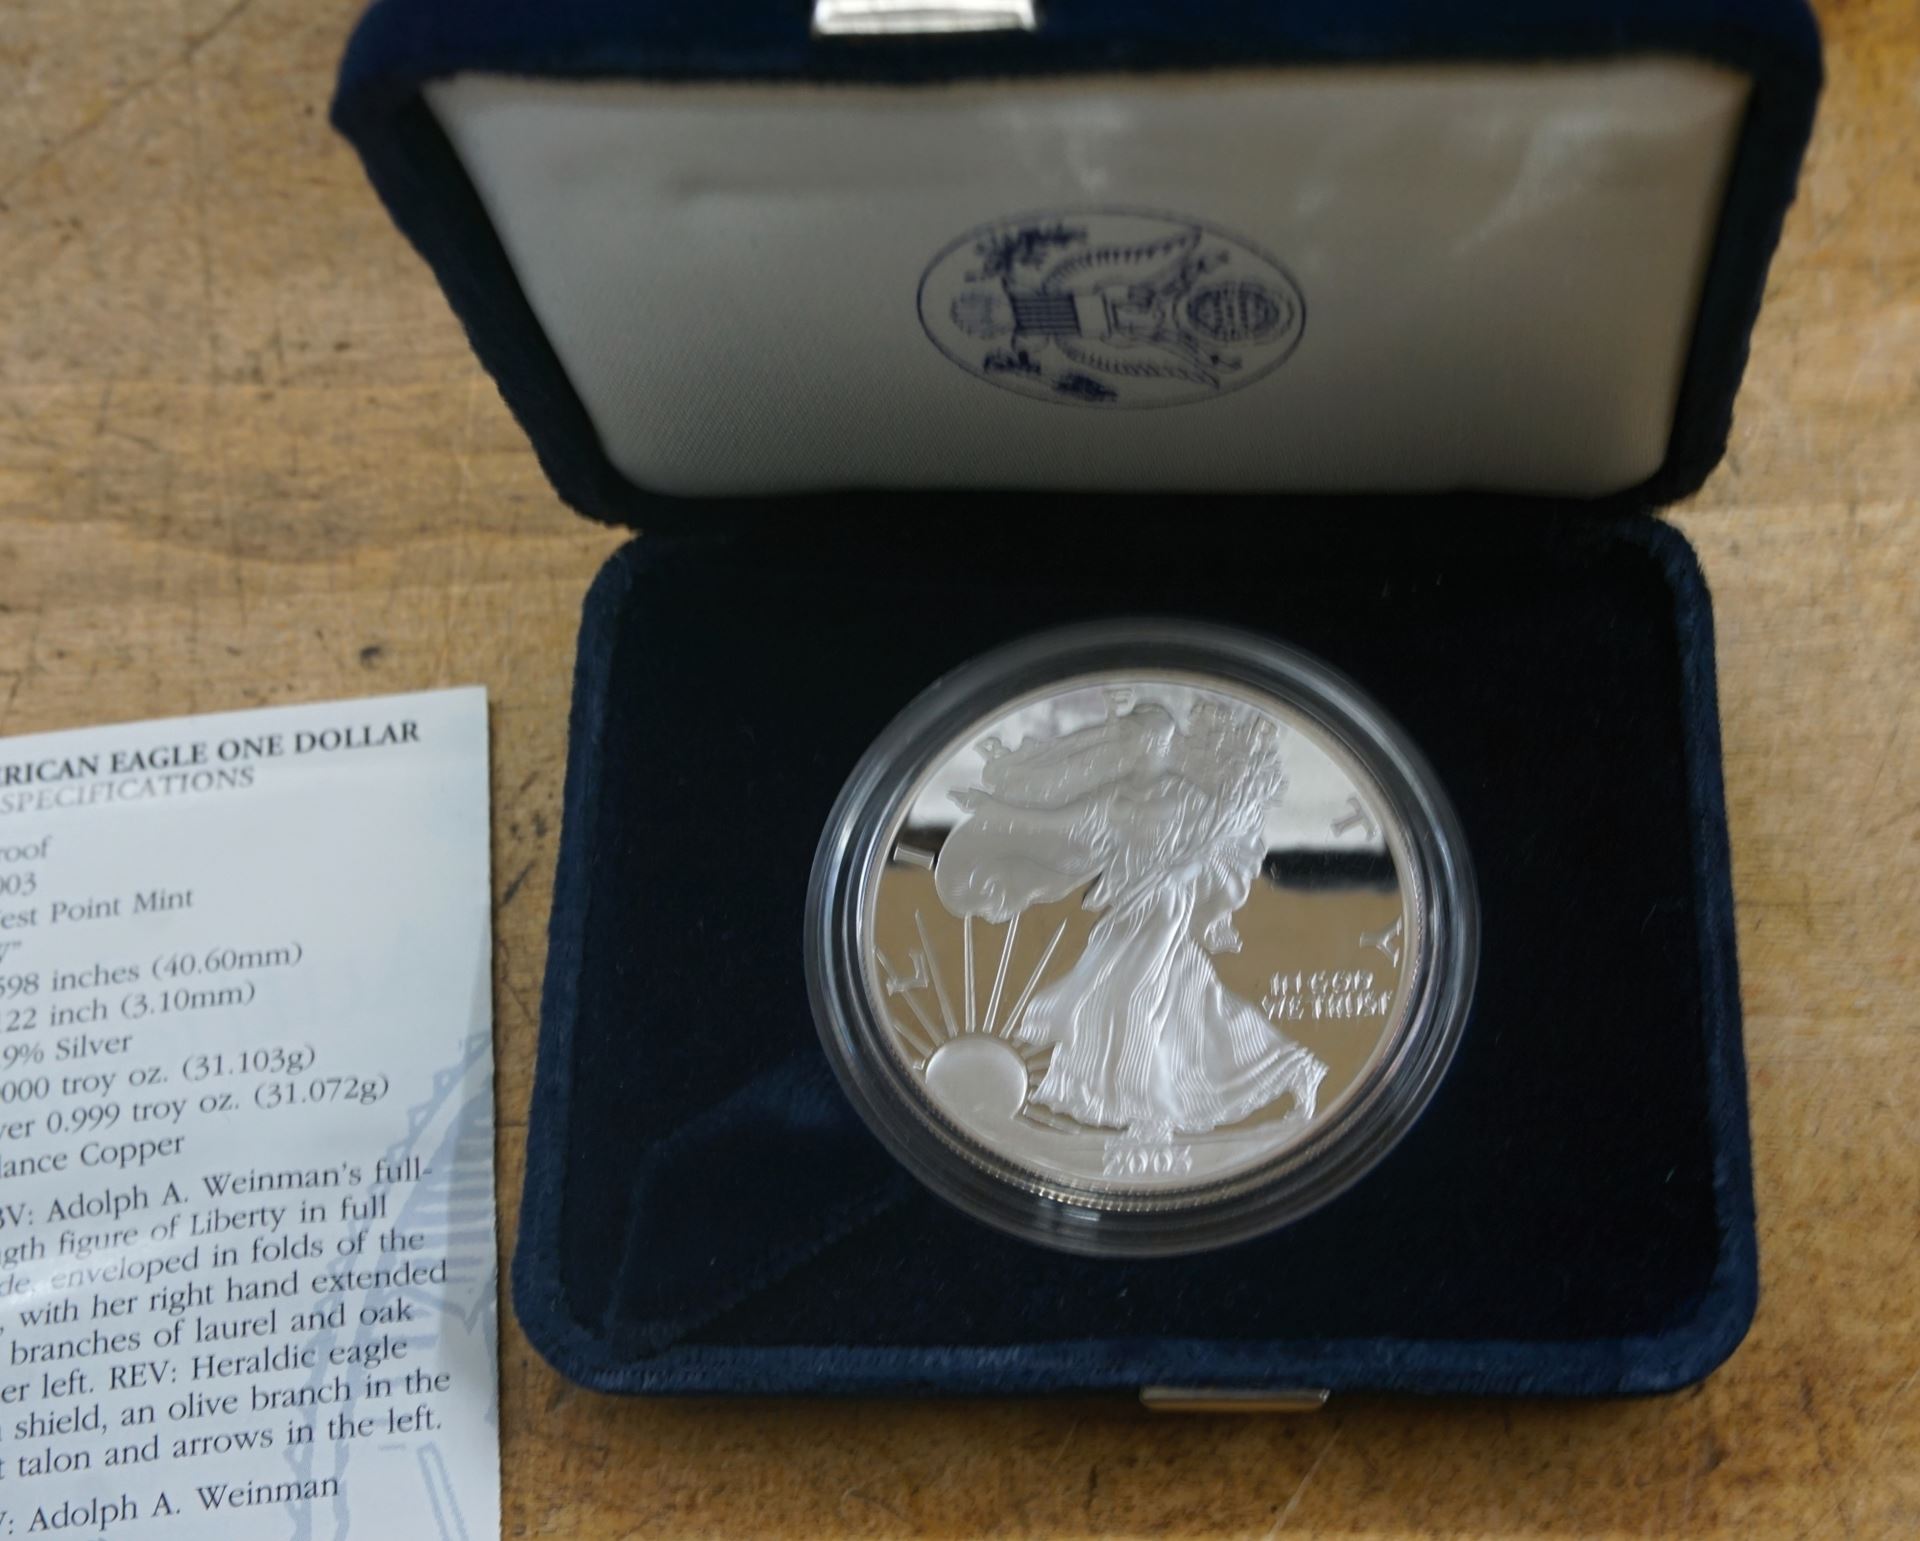 RICAN EAGLE ONE DOLLAR
SPECIFICATIONS
roof
003
est Point Mint
598 inches (40.60mm)
122 inch (3.10mm)
9% Silver
000 troy oz. (31.103g)
ver 0.999 troy oz. (31.072g)
lance Copper
BV: Adolph A. Weinman's full-
gth figure of Liberty in full
de, enveloped in folds of the
, with her right hand extended
branches of laurel and oak
er left. REV: Heraldic eagle
shield, an olive branch in the
t talon and arrows in the left.
V: Adolph A. Weinman
LIBERTY
IN GOD
WE TRUST
2003